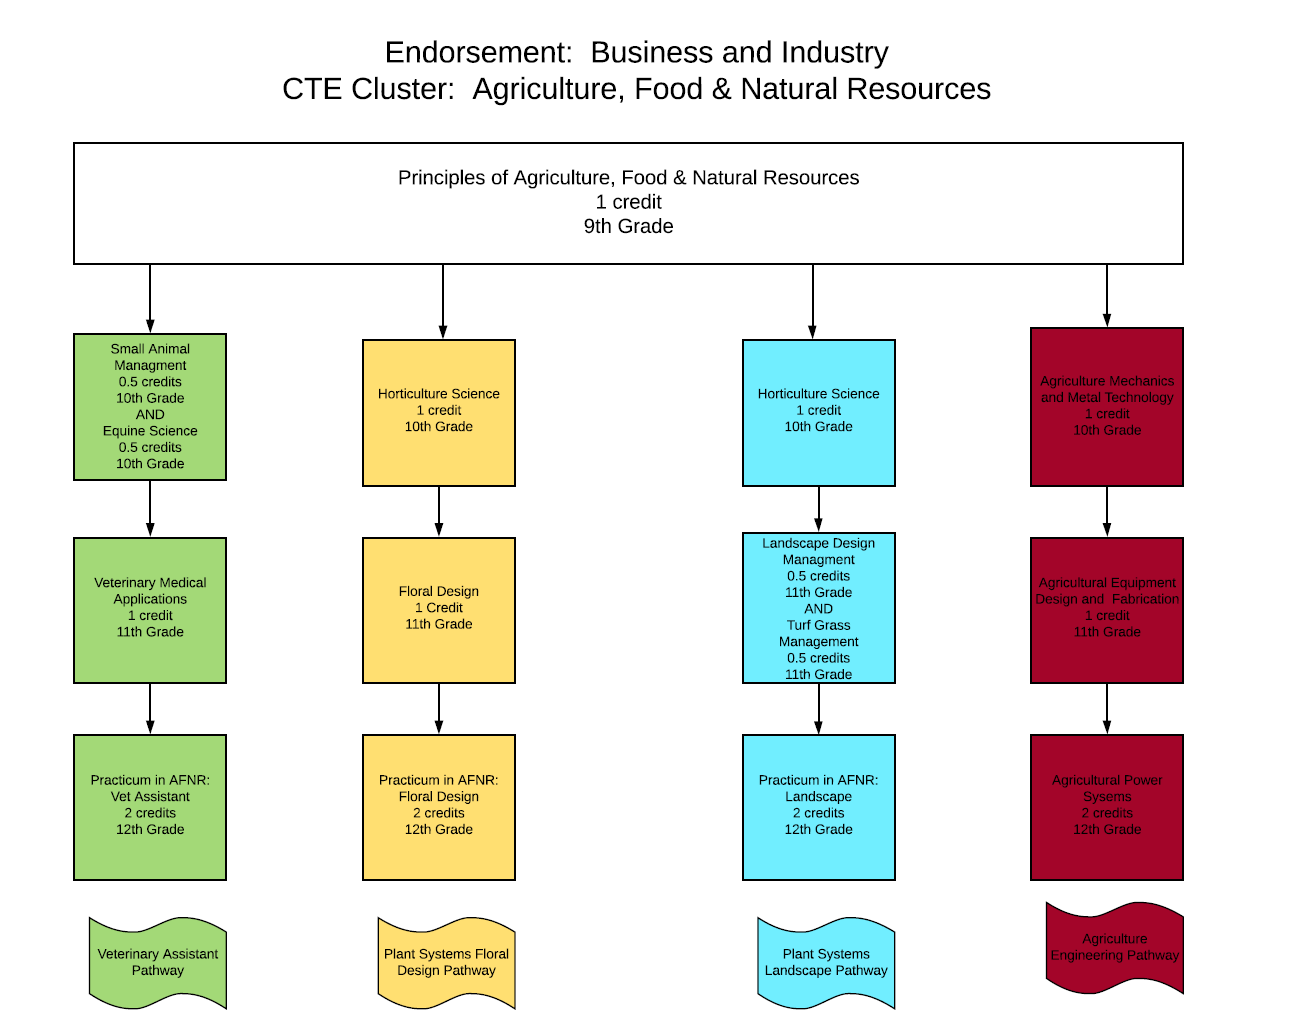 Endorsement:  Business and Industry
CTE Cluster:  Agriculture, Food & Natural Resources
Principles of Agriculture, Food & Natural Resources
1 credit
9th Grade
Small Animal
Managment
0.5 credits
10th Grade
AND
Equine Science
0.5 credits
10th Grade
Horticulture Science
1 credit
10th Grade
Horticulture Science
1 credit
10th Grade
Agriculture Mechanics
and Metal Technology
1 credit
10th Grade
Veterinary Medical
Applications
1 credit
11th Grade
Floral Design
1 Credit
11th Grade
Landscape Design
Managment
0.5 credits
11th Grade
AND
Turf Grass
Management
0.5 credits
11th Grade
Agricultural Equipment
Design and  Fabrication
1 credit
11th Grade
Practicum in AFNR:
Vet Assistant
2 credits
12th Grade
Practicum in AFNR:
Floral Design
2 credits
12th Grade
Practicum in AFNR:
Landscape
2 credits
12th Grade
Agricultural Power
Sysems
2 credits
12th Grade
Veterinary Assistant
Pathway
Plant Systems Floral
Design Pathway
Plant Systems
Landscape Pathway
Agriculture
Engineering Pathway